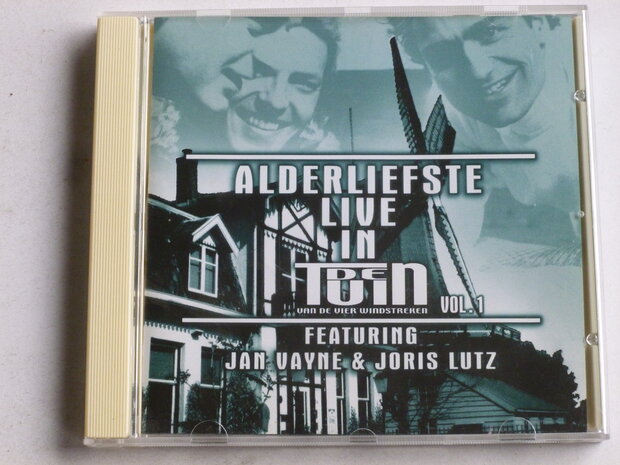 ALDERLIEFSTE
LIVE
IN
DE TUIN
VAN DE VIER WINDSTREKEN
VOL. 1
FEATURING
JAN VAYNE & JORIS LUTZ